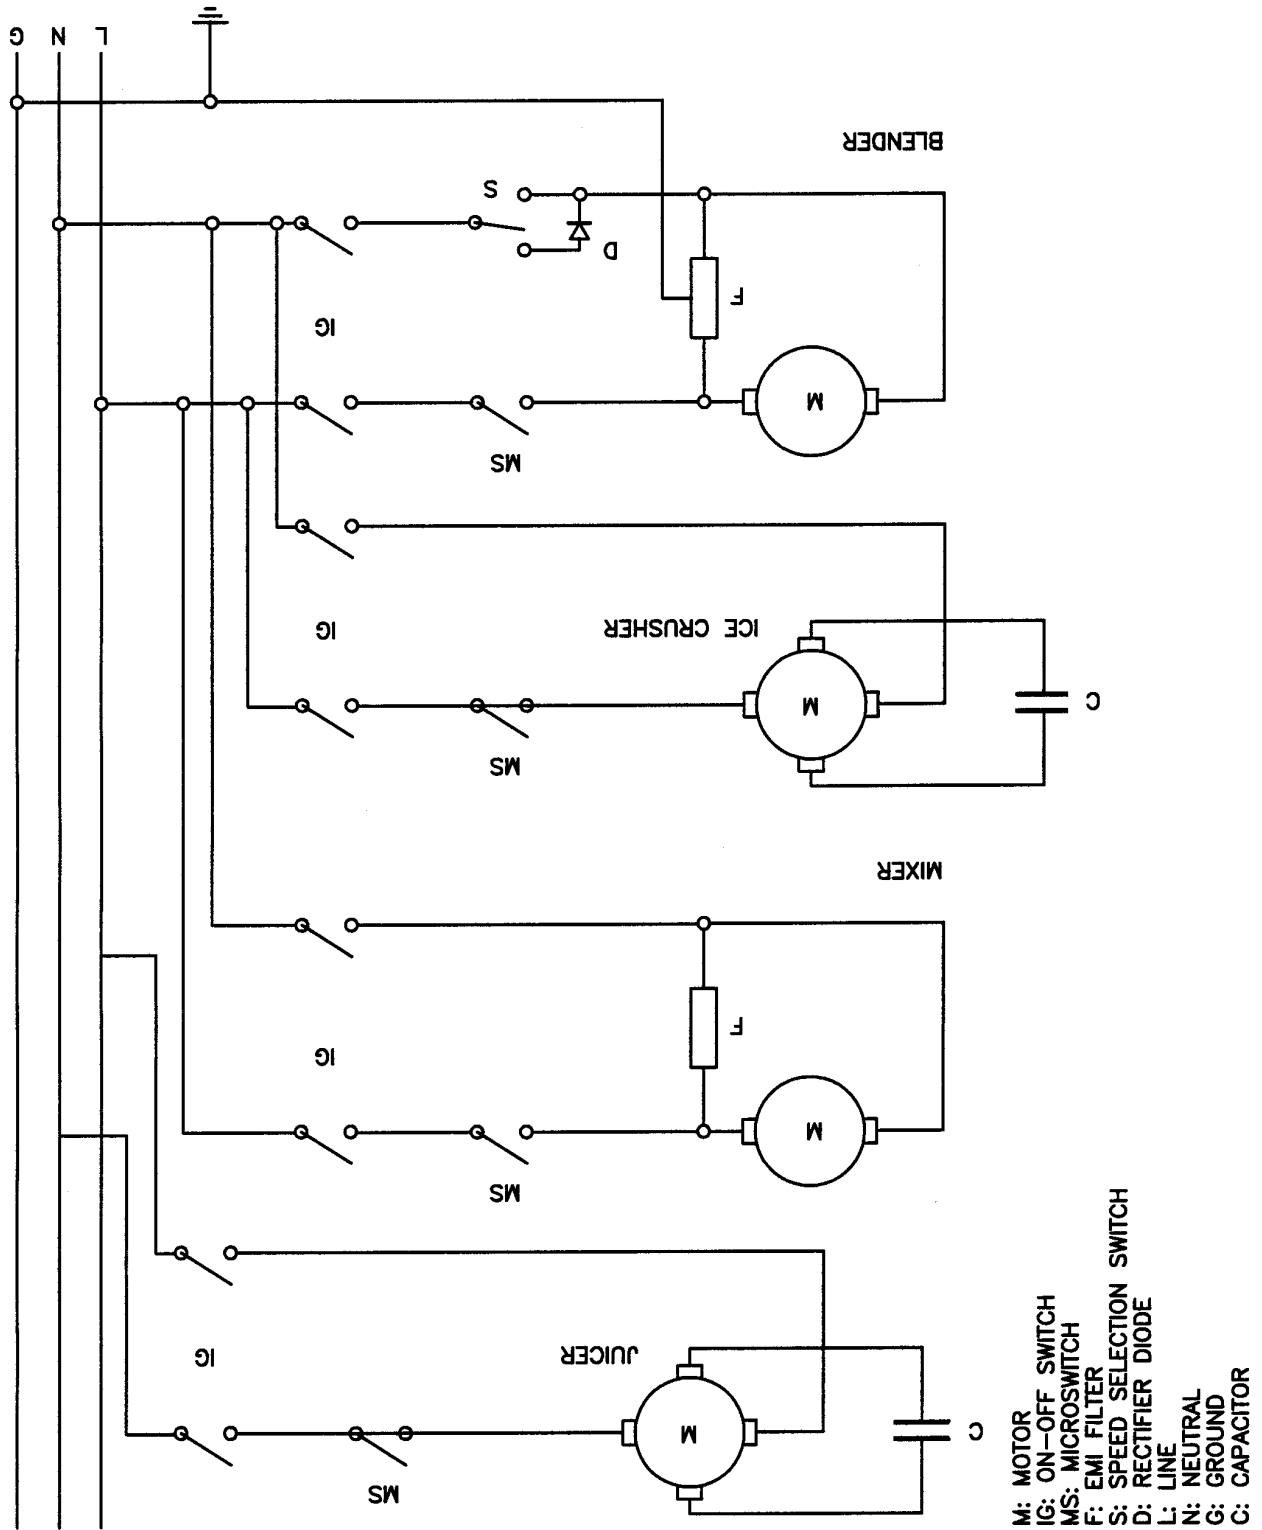 G N L
BLENDER
S
D
IG
F
M
MS
ICE CRUSHER
IG
M
C
MS
MIXER
IG
F
M
MS
JUICER
IG
M
C
MS
M: MOTOR
IG: ON-OFF SWITCH
MS: MICROSWITCH
F: EMI FILTER
S: SPEED SELECTION SWITCH
D: RECTIFIER DIODE
L: LINE
N: NEUTRAL
G: GROUND
C: CAPACITOR